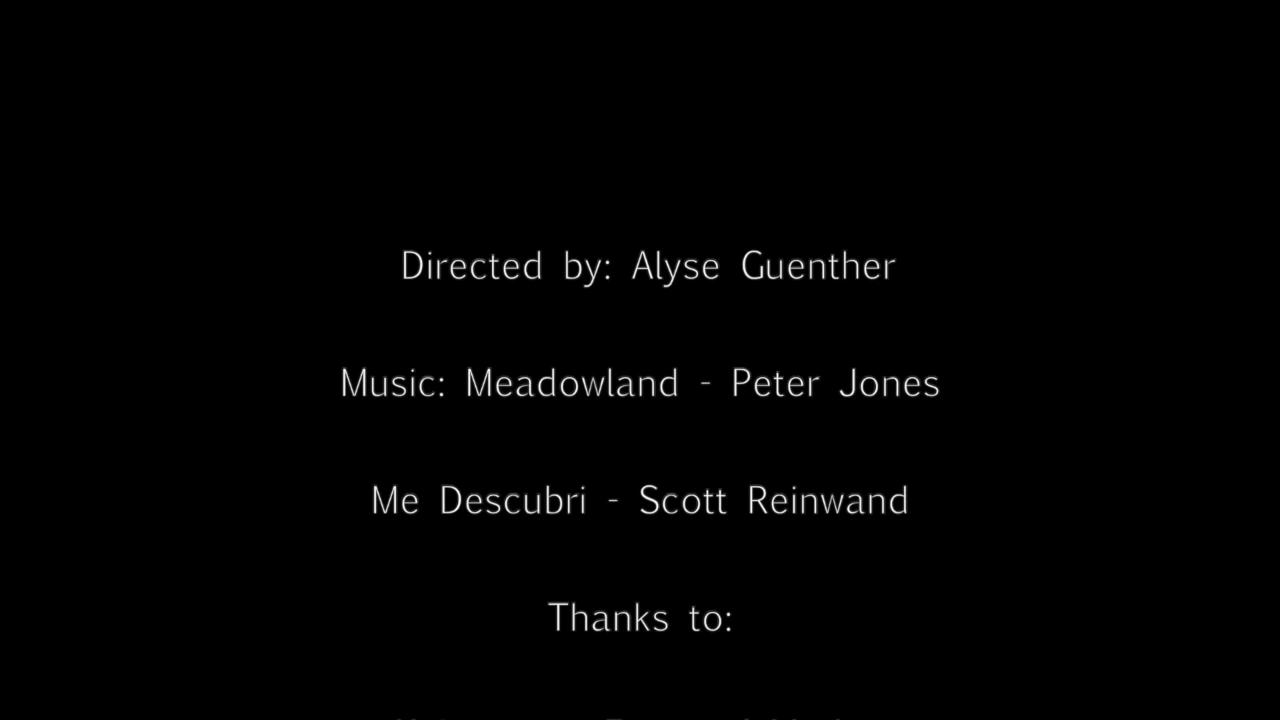 Directed by: Alyse Guenther
Music: Meadowland - Peter Jones
Me Descubri - Scott Reinwand
Thanks to: